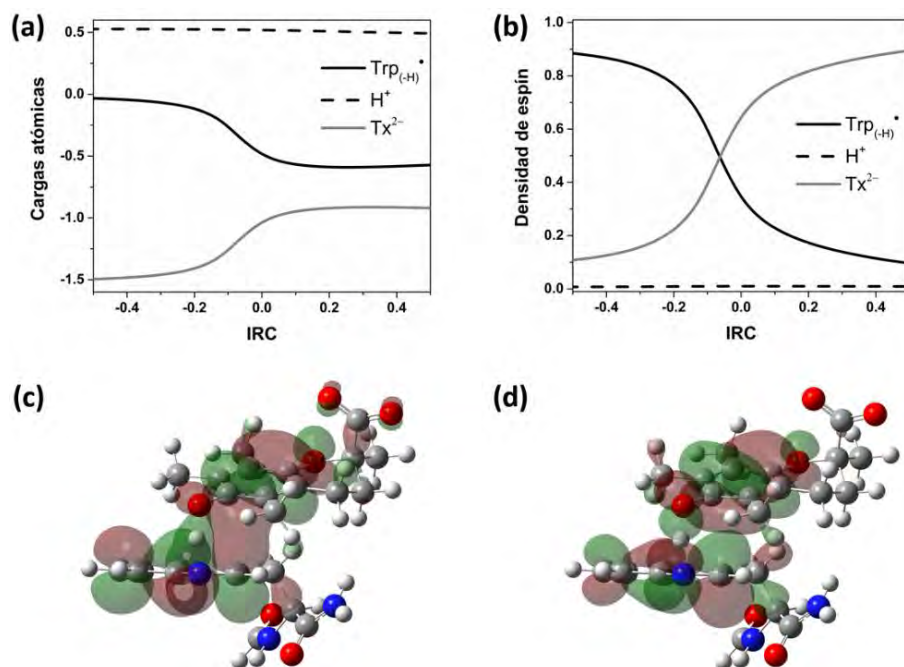 (a)
Cargas atómicas
0.5
0.0
-0.5
-1.0
-1.5
Trp(-H)•
H+
Tx2−
-0.4 -0.2 0.0 0.2 0.4
IRC
(b)
Densidad de espín
1.0
0.8
0.6
0.4
0.2
0.0
Trp(-H)•
H+
Tx2−
-0.4 -0.2 0.0 0.2 0.4
IRC
(c)
(d)